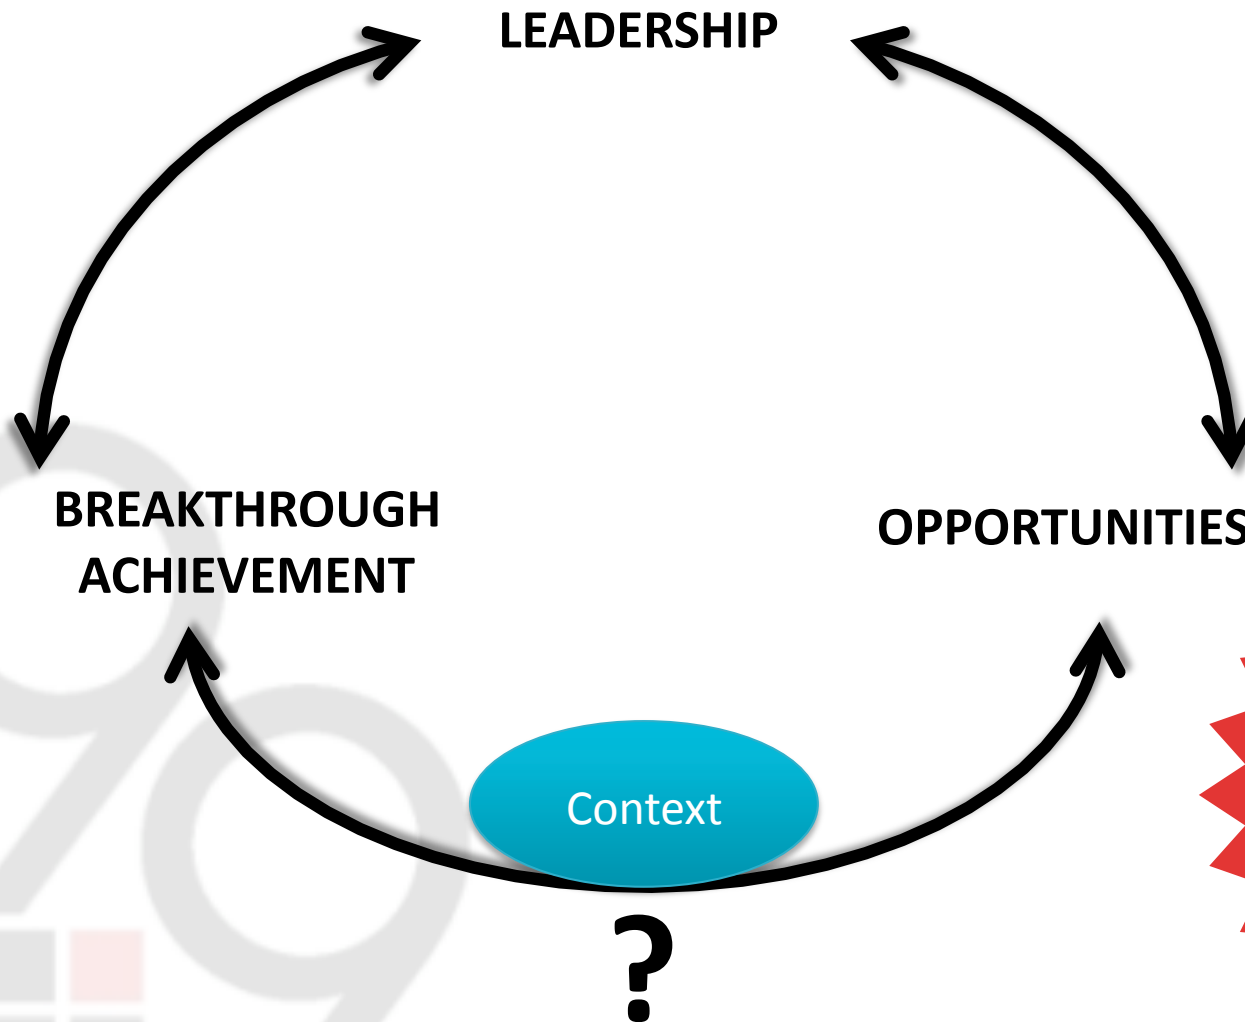 LEADERSHIP
BREAKTHROUGH
ACHIEVEMENT
OPPORTUNITIES
Context
?